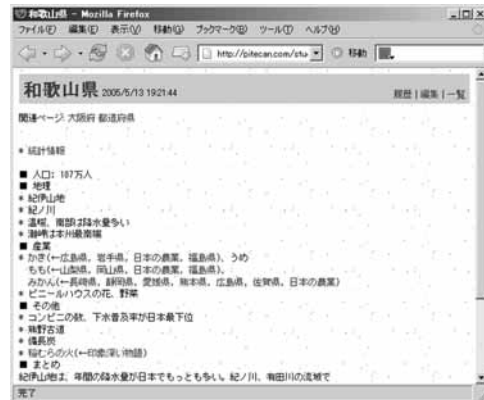 和歌山県 - Mozilla Firefox
ファイル(F) 編集(E) 表示(V) 移動(G) ブックマーク(B) ツール(T) ヘルプ(H)
http://pitecan.com/stu 移動
和歌山県 2005/5/13 19:21:44
履歴 | 編集 | 一覧
関連ページ: 大阪府 都道府県
* 統計情報
■ 人口: 107万人
■ 地理
* 紀伊山地
* 紀ノ川
* 温暖、南部は降水量多い
* 潮岬は本州最南端
■ 産業
* かき(←広島県, 岩手県, 日本の農業, 福島県)、うめ
もも(←山梨県, 岡山県, 日本の農業, 福島県)、
みかん(←長崎県, 静岡県, 愛媛県, 熊本県, 広島県, 佐賀県, 日本の農業)
* ビニールハウスの花、野菜
■ その他
* コンビニの数、下水普及率が日本最下位
* 熊野古道
* 備長炭
* 稲むらの火(←印象深い物語)
■ まとめ
紀伊山地は、年間の降水量が日本でもっとも多い。紀ノ川、有田川の流域で
完了